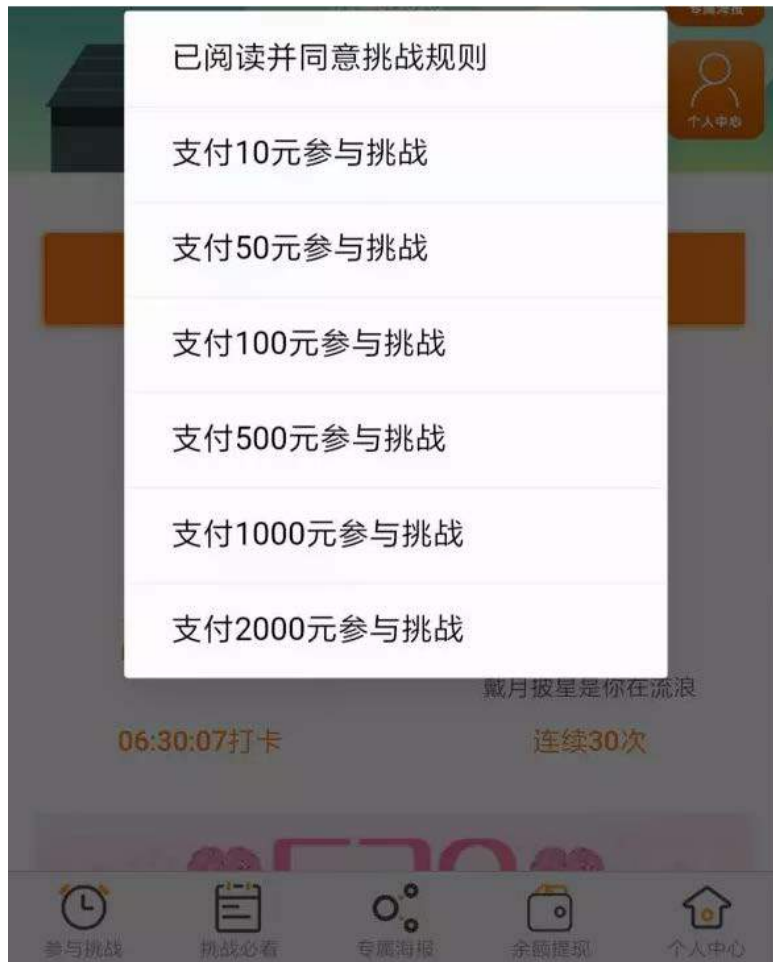 专属海报
已阅读并同意挑战规则
个人中心
支付10元参与挑战
支付50元参与挑战
支付100元参与挑战
支付500元参与挑战
支付1000元参与挑战
支付2000元参与挑战
戴月披星是你在流浪
06:30:07打卡
连续30次
参与挑战
挑战必看
专属海报
余额提现
个人中心